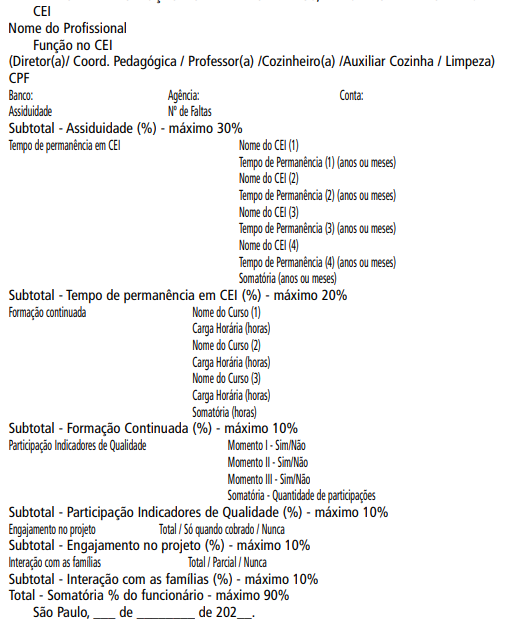 CEI
Nome do Profissional
Função no CEI
(Diretor(a)/ Coord. Pedagógica / Professor(a) /Cozinheiro(a) /Auxiliar Cozinha / Limpeza)
CPF
Banco: Agência: Conta:
Assiduidade Nº de Faltas
Subtotal - Assiduidade (%) - máximo 30%
Tempo de permanência em CEI Nome do CEI (1)
Tempo de Permanência (1) (anos ou meses)
Nome do CEI (2)
Tempo de Permanência (2) (anos ou meses)
Nome do CEI (3)
Tempo de Permanência (3) (anos ou meses)
Nome do CEI (4)
Tempo de Permanência (4) (anos ou meses)
Somatória (anos ou meses)
Subtotal - Tempo de permanência em CEI (%) - máximo 20%
Formação continuada Nome do Curso (1)
Carga Horária (horas)
Nome do Curso (2)
Carga Horária (horas)
Nome do Curso (3)
Carga Horária (horas)
Somatória (horas)
Subtotal - Formação Continuada (%) - máximo 10%
Participação Indicadores de Qualidade Momento I - Sim/Não
Momento II - Sim/Não
Momento III - Sim/Não
Somatória - Quantidade de participações
Subtotal - Participação Indicadores de Qualidade (%) - máximo 10%
Engajamento no projeto Total / Só quando cobrado / Nunca
Subtotal - Engajamento no projeto (%) - máximo 10%
Interação com as famílias Total / Parcial / Nunca
Subtotal - Interação com as famílias (%) - máximo 10%
Total - Somatória % do funcionário - máximo 90%
São Paulo, ___ de ________ de 202__.